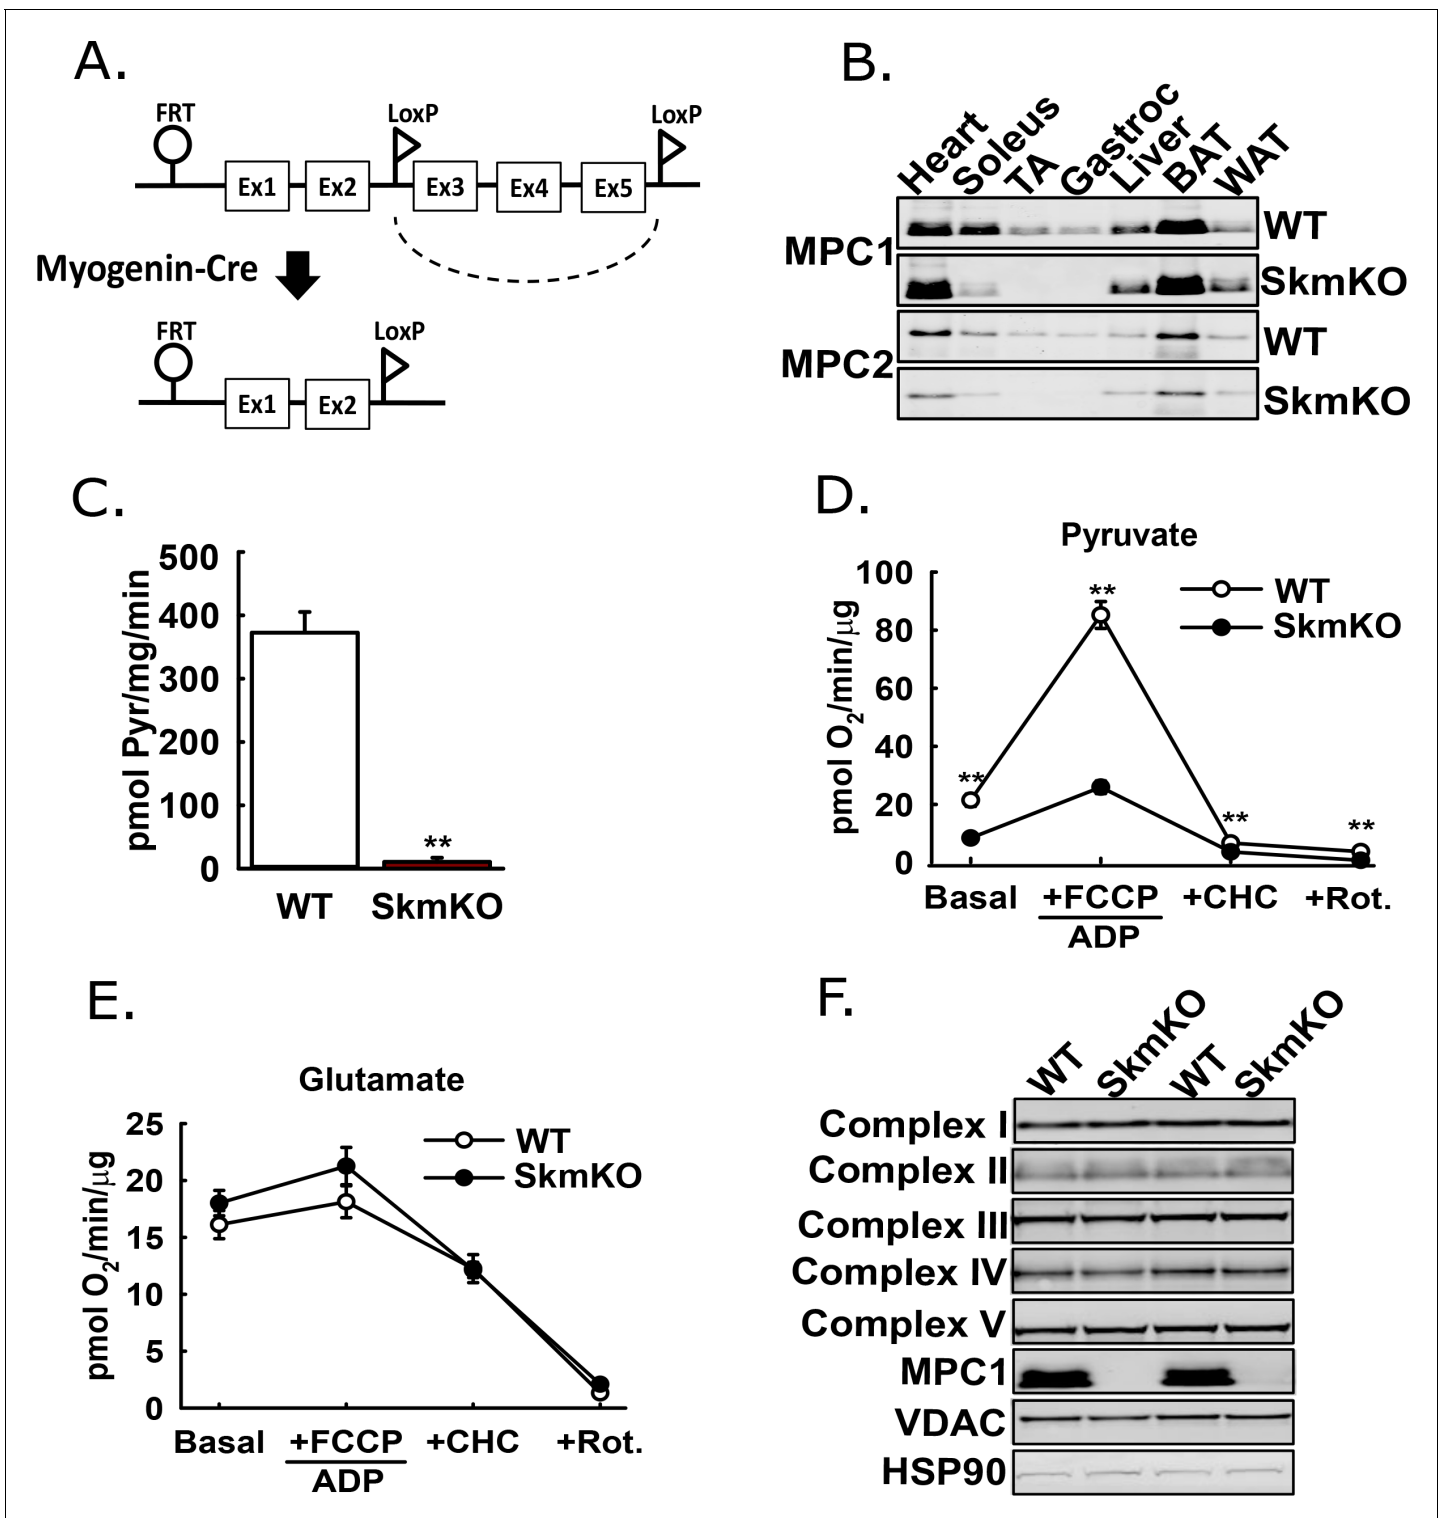 A.
FRT
LoxP
LoxP
Ex1
Ex2
Ex3
Ex4
Ex5
Myogenin-Cre
FRT
LoxP
Ex1
Ex2
B.
Heart
Soleus
TA
Gastroc
Liver
BAT
WAT
MPC1
WT
SkmKO
MPC2
WT
SkmKO
C.
pmol Pyr/mg/min
500
400
300
200
100
0
**
WT
SkmKO
D.
Pyruvate
pmol O2/min/µg
100
80
60
40
20
0
WT
SkmKO
**
**
**
**
Basal
+FCCP
ADP
+CHC
+Rot.
E.
Glutamate
pmol O2/min/µg
25
20
15
10
5
0
WT
SkmKO
Basal
+FCCP
ADP
+CHC
+Rot.
F.
WT
SkmKO
WT
SkmKO
Complex I
Complex II
Complex III
Complex IV
Complex V
MPC1
VDAC
HSP90